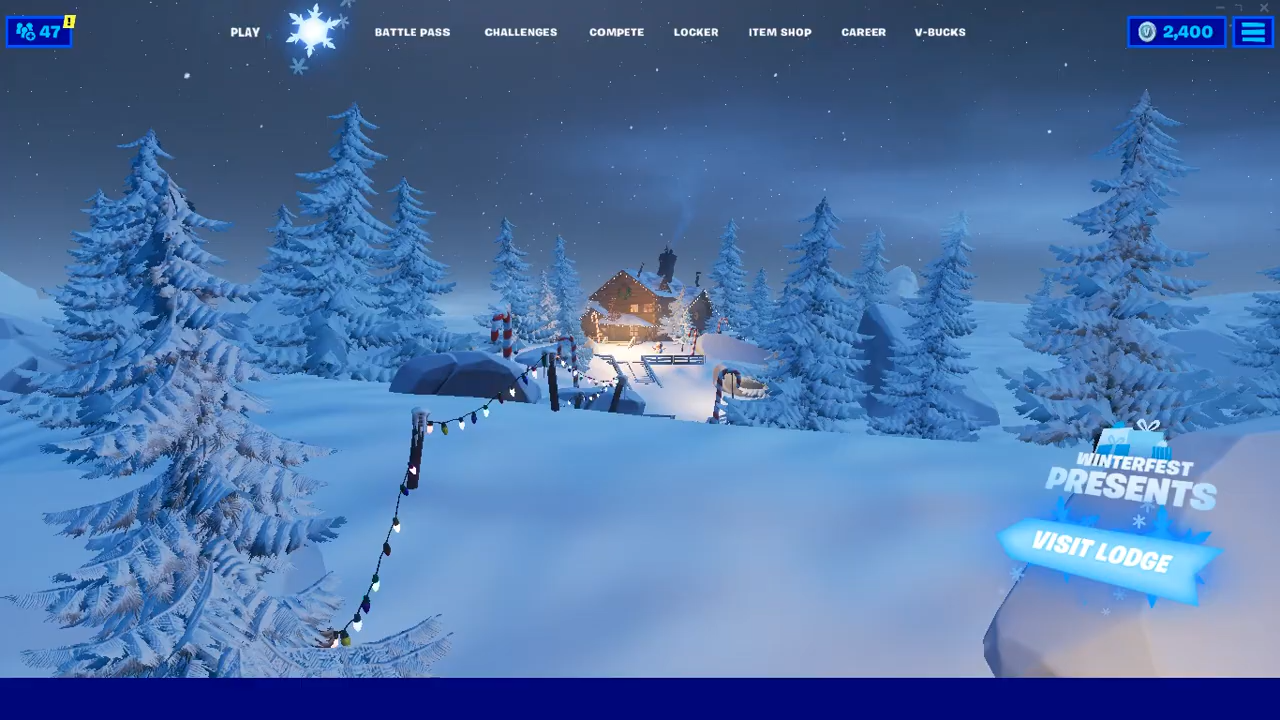 47
!
PLAY
BATTLE PASS
CHALLENGES
COMPETE
LOCKER
ITEM SHOP
CAREER
V-BUCKS
V
2,400
WINTERFEST
PRESENTS
VISIT LODGE